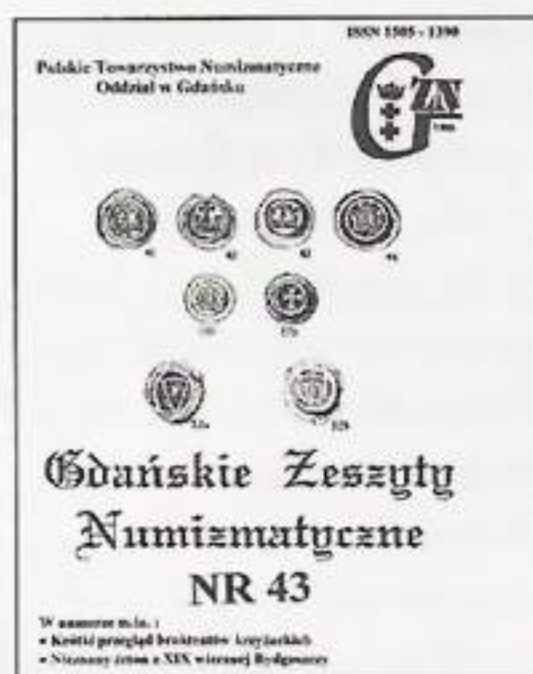 ISSN 1505 - 1390
Polskie Towarzystwo Numizmatyczne
Oddział w Gdańsku
GZN
Gdańskie Zeszyty
Numizmatyczne
NR 43
W numerze m.in. :
• Krótki przegląd brakteatów krzyżackich
• Nieznany żeton z XIX wiecznej Bydgoszczy